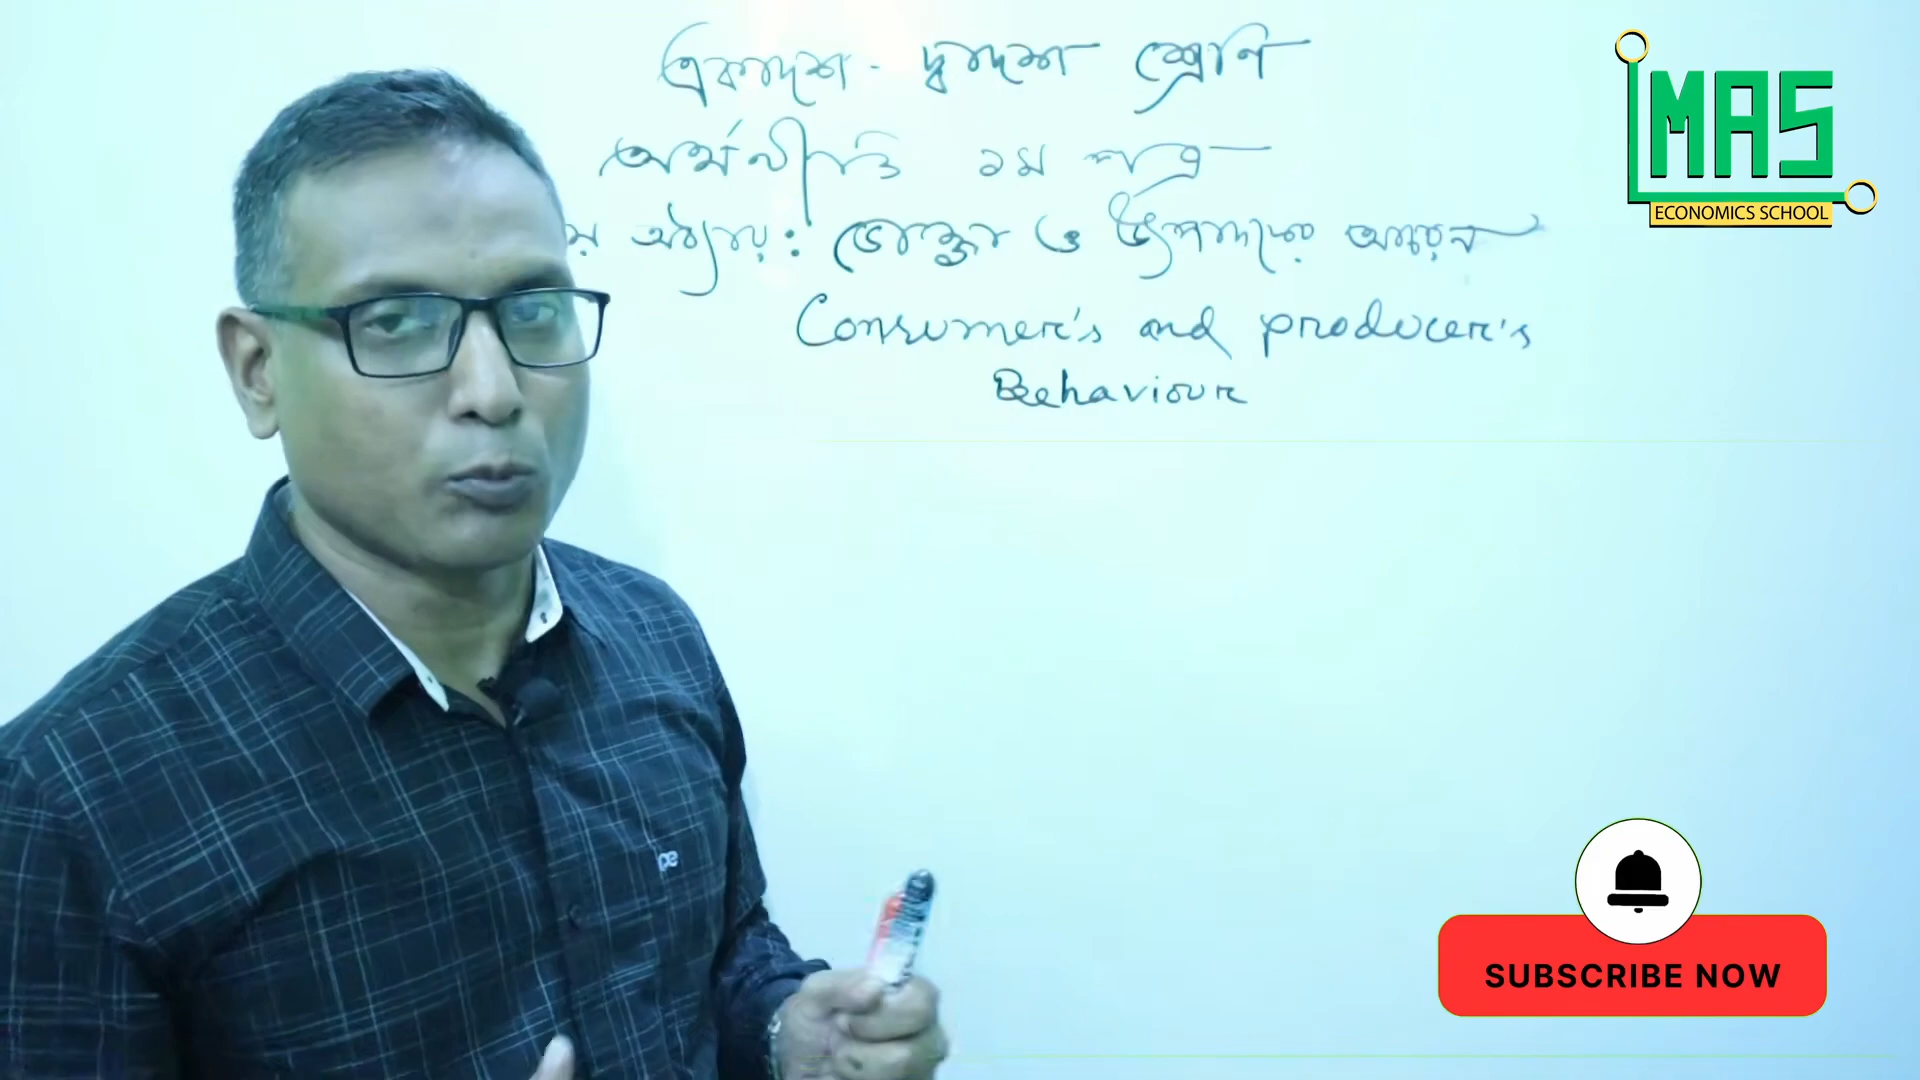 একাদশ - দ্বাদশ শ্রেণি
অর্থনীতি ১ম পত্র
য় অধ্যায়: ভোক্তা ও উৎপাদকের আচরণ
Consumer's and producer's
Behaviour
MAS
ECONOMICS SCHOOL
SUBSCRIBE NOW